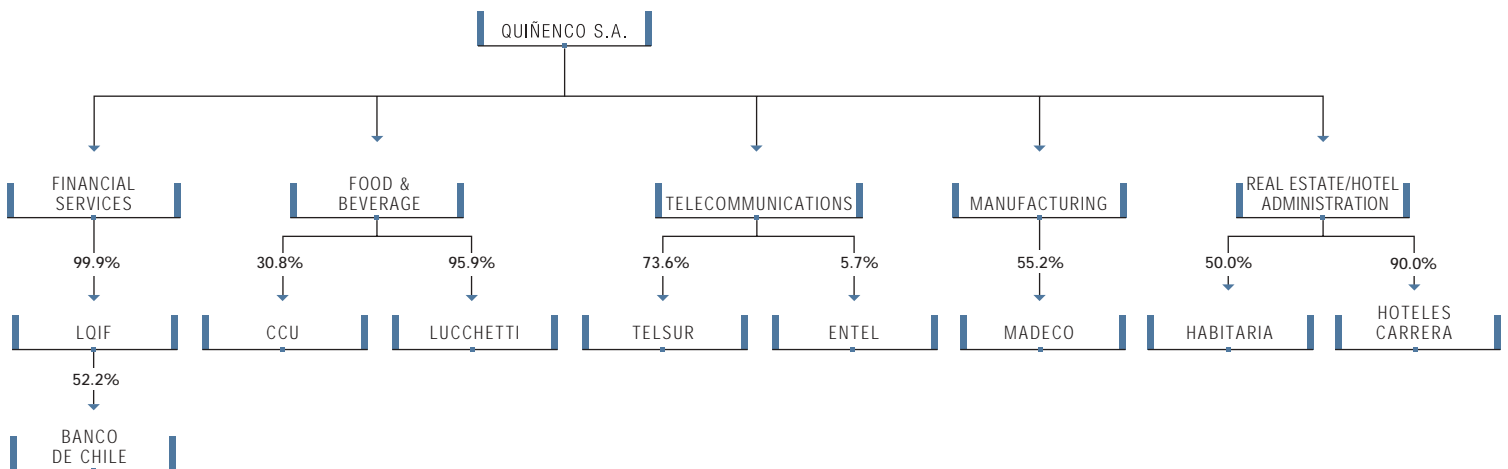 QUIÑENCO S.A.
FINANCIAL
SERVICES
FOOD &
BEVERAGE
TELECOMMUNICATIONS
MANUFACTURING
REAL ESTATE/HOTEL
ADMINISTRATION
99.9%
30.8%
95.9%
73.6%
5.7%
55.2%
50.0%
90.0%
LQIF
CCU
LUCCHETTI
TELSUR
ENTEL
MADECO
HABITARIA
HOTELES
CARRERA
52.2%
BANCO
DE CHILE